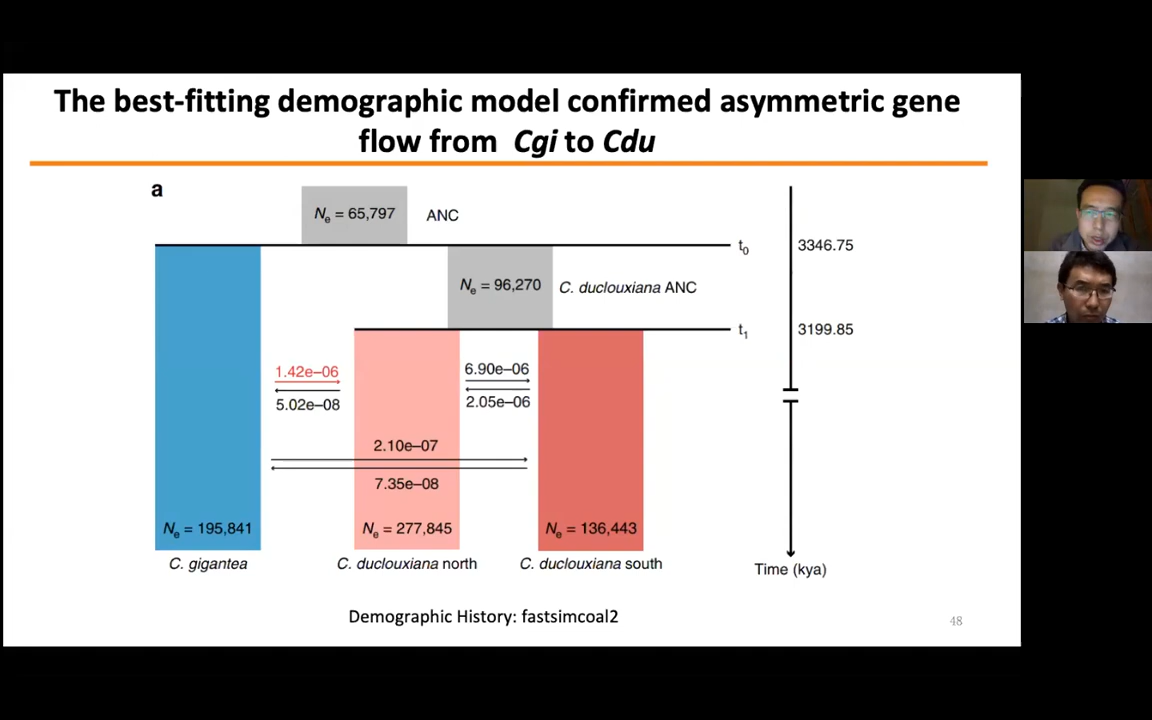 The best-fitting demographic model confirmed asymmetric gene
flow from Cgi to Cdu
a
Ne = 65,797
ANC
t0
3346.75
Ne = 96,270
C. duclouxiana ANC
t1
3199.85
1.42e–06
5.02e–08
6.90e–06
2.05e–06
2.10e–07
7.35e–08
Ne = 195,841
Ne = 277,845
Ne = 136,443
C. gigantea
C. duclouxiana north
C. duclouxiana south
Time (kya)
Demographic History: fastsimcoal2
48